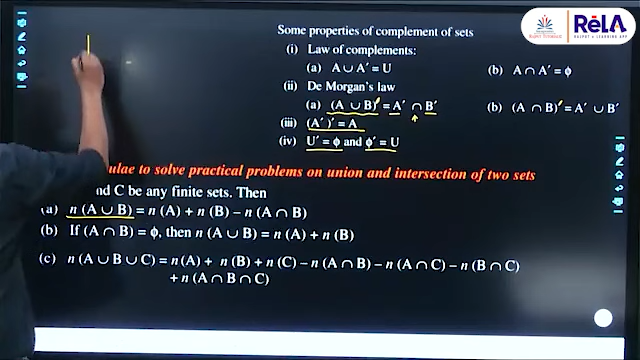 Some properties of complement of sets
(i) Law of complements:
(a) A ∪ A′ = U (b) A ∩ A′ = ϕ
(ii) De Morgan's law
(a) (A ∪ B)′ = A′ ∩ B′ (b) (A ∩ B)′ = A′ ∪ B′
(iii) (A′)′ = A
(iv) U′ = ϕ and ϕ′ = U
ulae to solve practical problems on union and intersection of two sets
and C be any finite sets. Then
(a) n (A ∪ B) = n (A) + n (B) − n (A ∩ B)
(b) If (A ∩ B) = ϕ, then n (A ∪ B) = n (A) + n (B)
(c) n (A ∪ B ∪ C) = n (A) + n (B) + n (C) − n (A ∩ B) − n (A ∩ C) − n (B ∩ C)
+ n (A ∩ B ∩ C)
RēLA